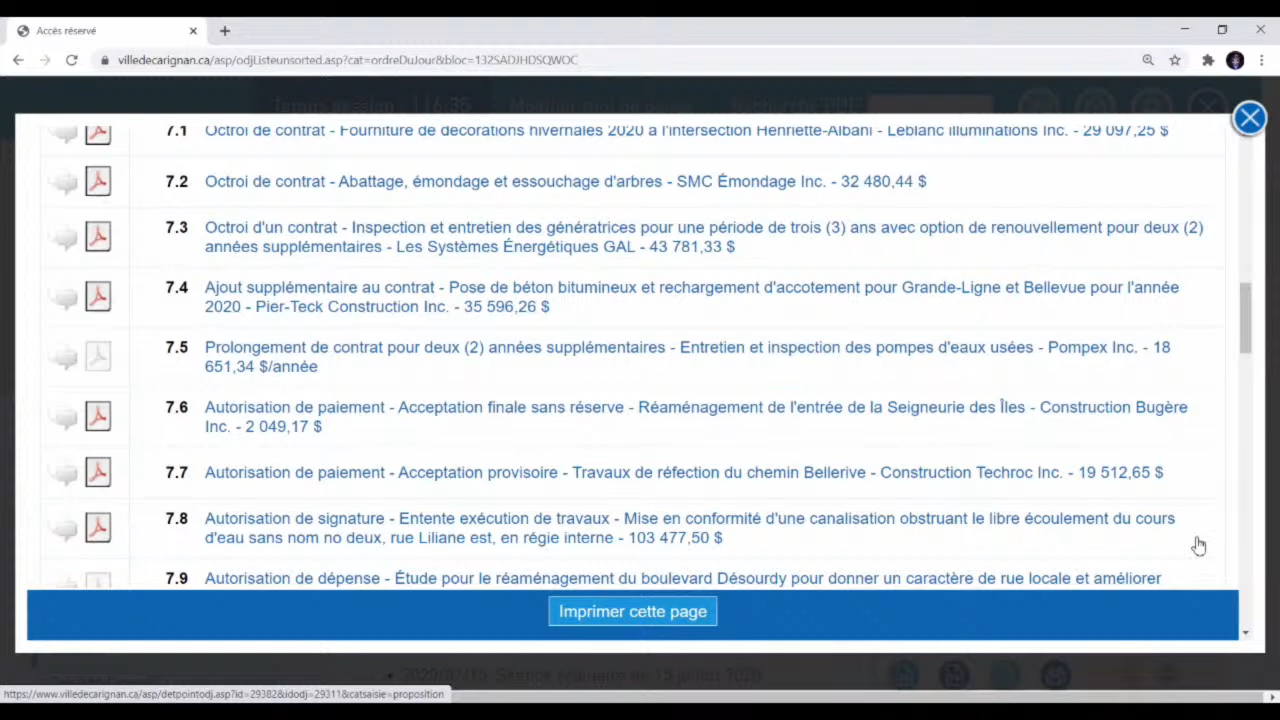 Accès réservé
villedecarignan.ca/asp/odjListeunsorted.asp?cat=ordreDuJour&bloc=132SADJHDSQWOC
7.1 Octroi de contrat - Fourniture de décorations hivernales 2020 à l'intersection Henriette-Albani - Leblanc illuminations Inc. - 29 097,25 $
7.2 Octroi de contrat - Abattage, émondage et essouchage d'arbres - SMC Émondage Inc. - 32 480,44 $
7.3 Octroi d'un contrat - Inspection et entretien des génératrices pour une période de trois (3) ans avec option de renouvellement pour deux (2)
années supplémentaires - Les Systèmes Énergétiques GAL - 43 781,33 $
7.4 Ajout supplémentaire au contrat - Pose de béton bitumineux et rechargement d'accotement pour Grande-Ligne et Bellevue pour l'année
2020 - Pier-Teck Construction Inc. - 35 596,26 $
7.5 Prolongement de contrat pour deux (2) années supplémentaires - Entretien et inspection des pompes d'eaux usées - Pompex Inc. - 18
651,34 $/année
7.6 Autorisation de paiement - Acceptation finale sans réserve - Réaménagement de l'entrée de la Seigneurie des Îles - Construction Bugère
Inc. - 2 049,17 $
7.7 Autorisation de paiement - Acceptation provisoire - Travaux de réfection du chemin Bellerive - Construction Techroc Inc. - 19 512,65 $
7.8 Autorisation de signature - Entente exécution de travaux - Mise en conformité d'une canalisation obstruant le libre écoulement du cours
d'eau sans nom no deux, rue Liliane est, en régie interne - 103 477,50 $
7.9 Autorisation de dépense - Étude pour le réaménagement du boulevard Désourdy pour donner un caractère de rue locale et améliorer
Imprimer cette page
https://www.villedecarignan.ca/asp/detpointodj.asp?id=29382&idodj=29311&catsaisie=proposition